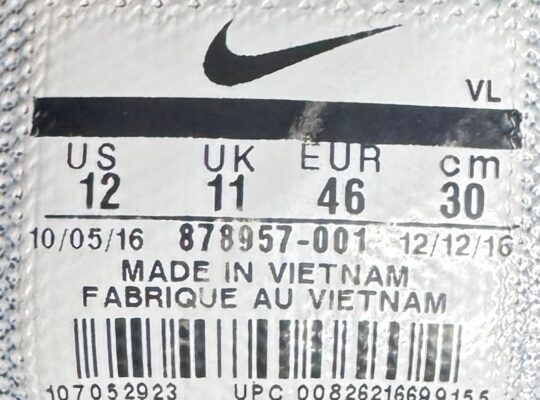 VL
US UK EUR cm
12 11 46 30
10/05/16 878957-001 12/12/16
MADE IN VIETNAM
FABRIQUE AU VIETNAM
107052923 UPC 00826216699155